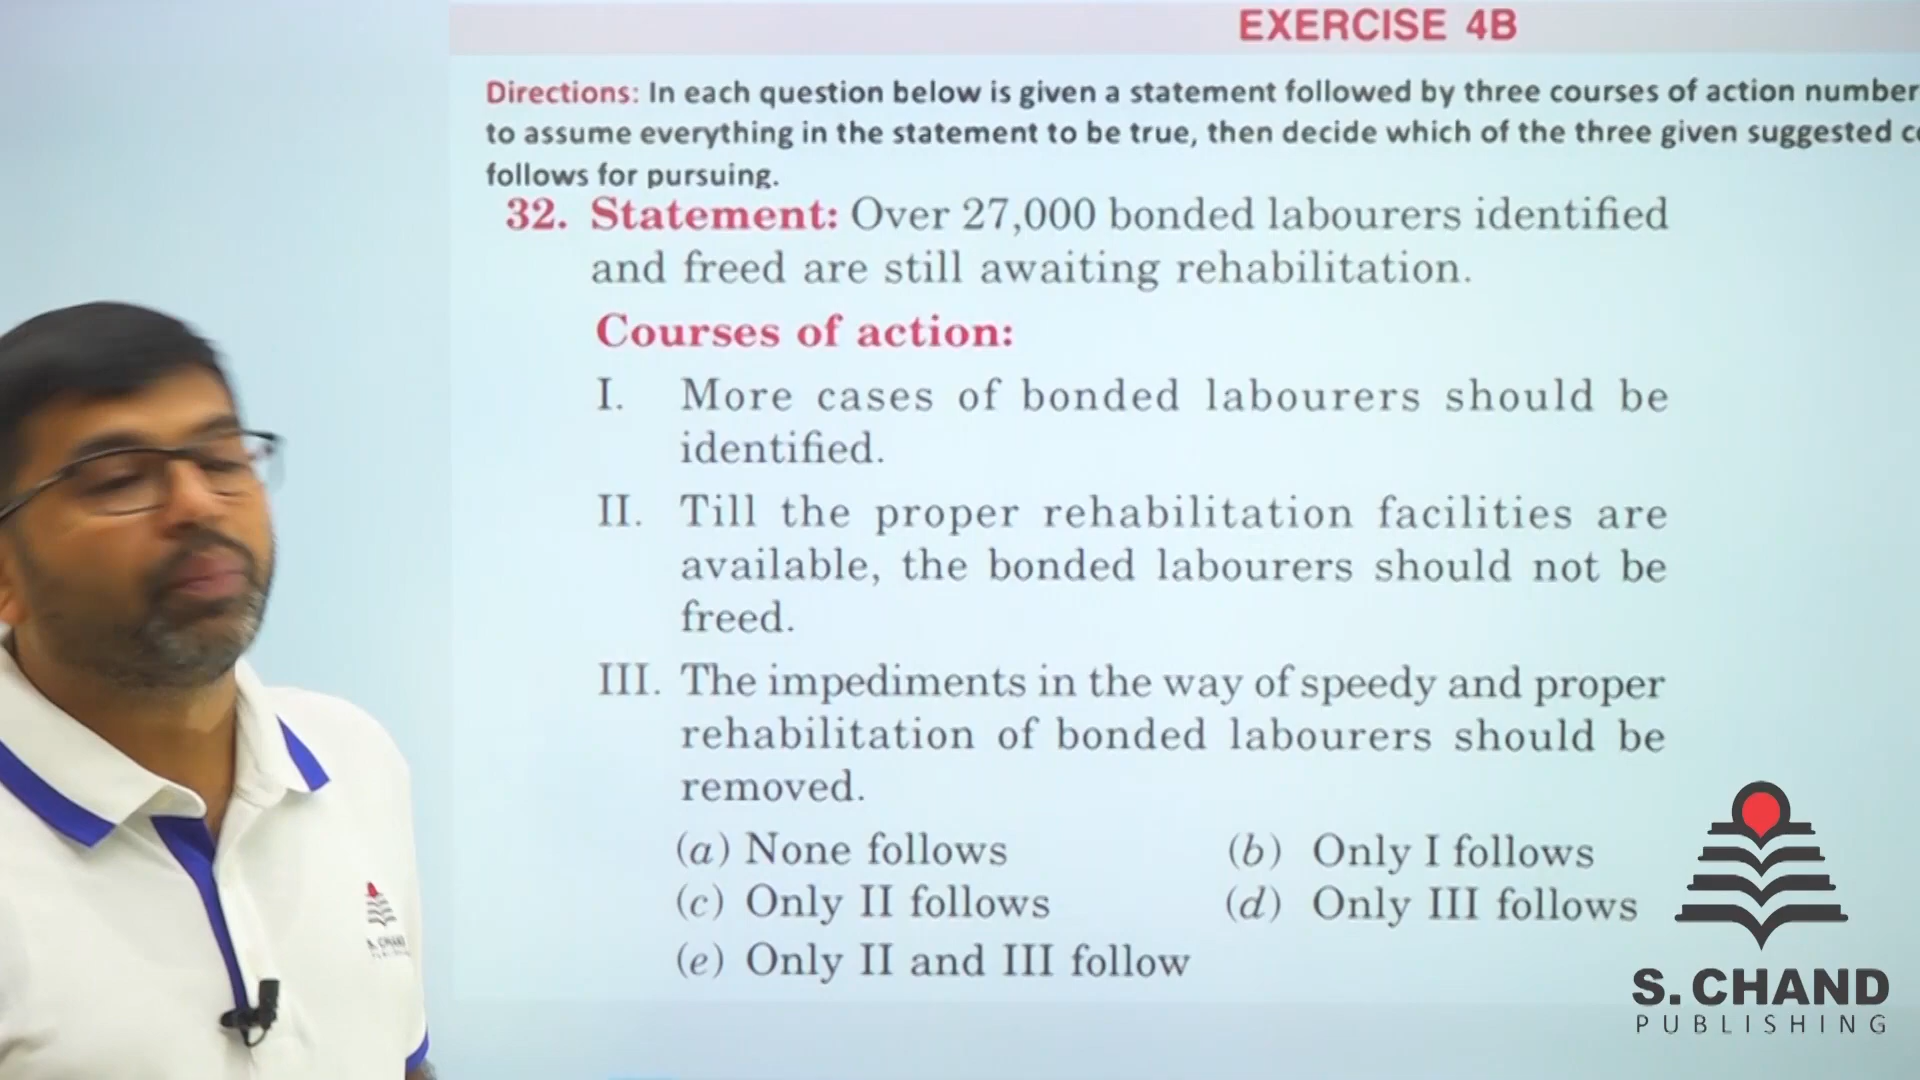 EXERCISE 4B
Directions: In each question below is given a statement followed by three courses of action number
to assume everything in the statement to be true, then decide which of the three given suggested
follows for pursuing.
32. Statement: Over 27,000 bonded labourers identified
and freed are still awaiting rehabilitation.
Courses of action:
I. More cases of bonded labourers should be
identified.
II. Till the proper rehabilitation facilities are
available, the bonded labourers should not be
freed.
III. The impediments in the way of speedy and proper
rehabilitation of bonded labourers should be
removed.
(a) None follows (b) Only I follows
(c) Only II follows (d) Only III follows
(e) Only II and III follow
S. CHAND
PUBLISHING
S. CHAND